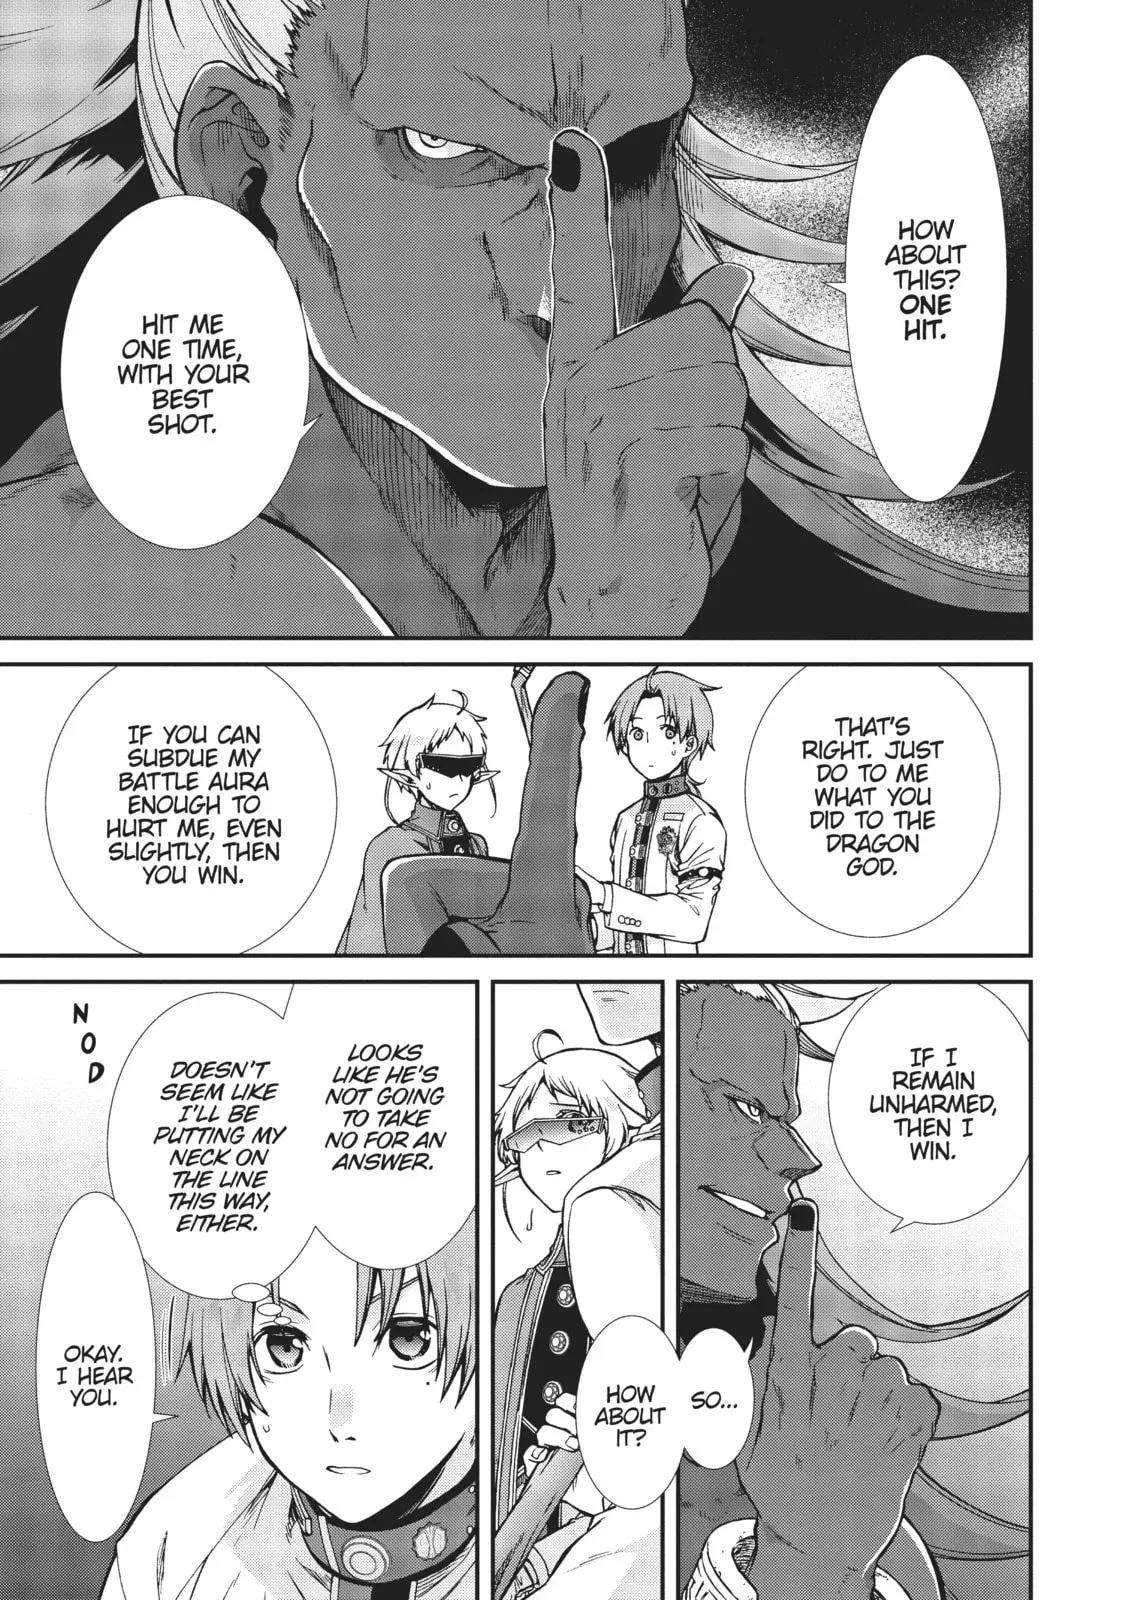 HOW
ABOUT
THIS?
ONE
HIT.
HIT ME
ONE TIME,
WITH YOUR
BEST
SHOT.
THAT'S
RIGHT. JUST
DO TO ME
WHAT YOU
DID TO THE
DRAGON
GOD.
IF YOU CAN
SUBDUE MY
BATTLE AURA
ENOUGH TO
HURT ME, EVEN
SLIGHTLY, THEN
YOU WIN.
IF I
REMAIN
UNHARMED,
THEN I
WIN.
SO...
HOW
ABOUT
IT?
LOOKS
LIKE HE'S
NOT GOING
TO TAKE
NO FOR AN
ANSWER.
DOESN'T
SEEM LIKE
I'LL BE
PUTTING MY
NECK ON
THE LINE
THIS WAY,
EITHER.
NOD
OKAY.
I HEAR
YOU.